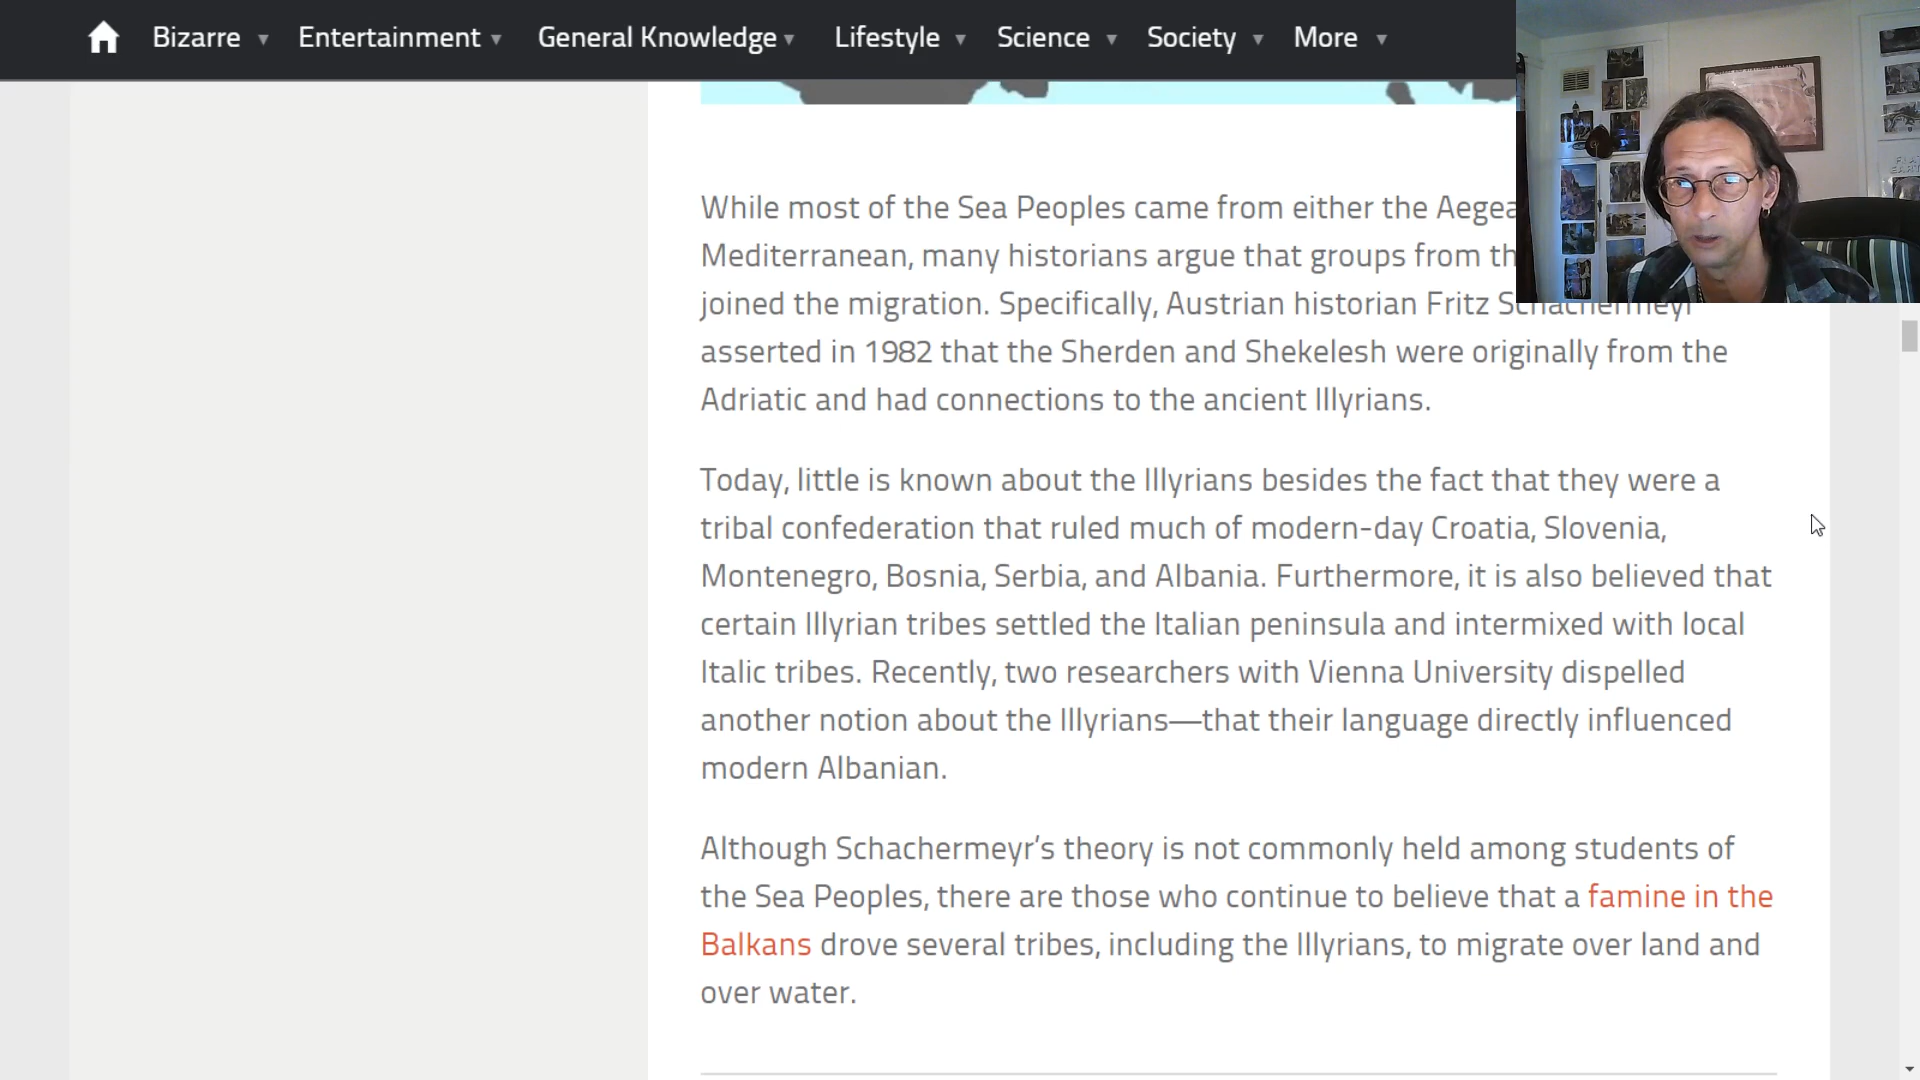 Bizarre Entertainment General Knowledge Lifestyle Science Society More
While most of the Sea Peoples came from either the
Mediterranean, many historians argue that groups from
joined the migration. Specifically, Austrian historian Fritz Schachermeyr
asserted in 1982 that the Sherden and Shekelesh were originally from the
Adriatic and had connections to the ancient Illyrians.
Today, little is known about the Illyrians besides the fact that they were a
tribal confederation that ruled much of modern-day Croatia, Slovenia,
Montenegro, Bosnia, Serbia, and Albania. Furthermore, it is also believed that
certain Illyrian tribes settled the Italian peninsula and intermixed with local
Italic tribes. Recently, two researchers with Vienna University dispelled
another notion about the Illyrians—that their language directly influenced
modern Albanian.
Although Schachermeyr’s theory is not commonly held among students of
the Sea Peoples, there are those who continue to believe that a famine in the
Balkans drove several tribes, including the Illyrians, to migrate over land and
over water.